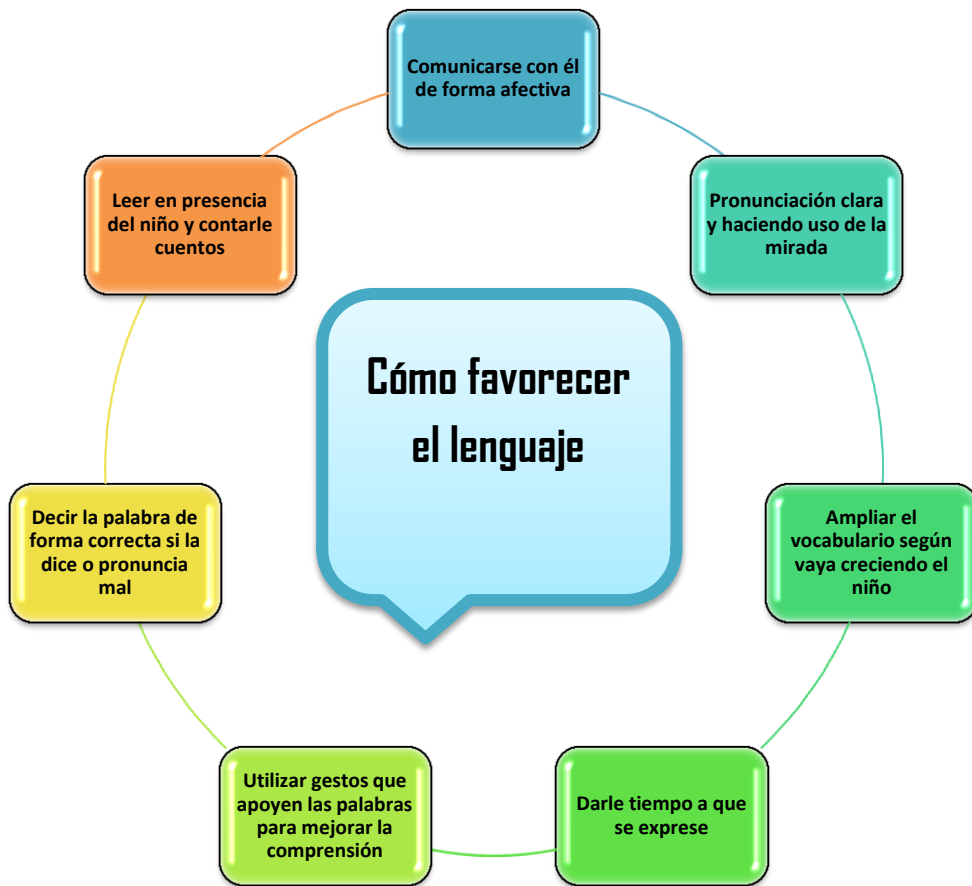 Comunicarse con él
de forma afectiva
Pronunciación clara
y haciendo uso de la
mirada
Ampliar el
vocabulario según
vaya creciendo el
niño
Darle tiempo a que
se exprese
Utilizar gestos que
apoyen las palabras
para mejorar la
comprensión
Decir la palabra de
forma correcta si la
dice o pronuncia
mal
Leer en presencia
del niño y contarle
cuentos
Cómo favorecer
el lenguaje